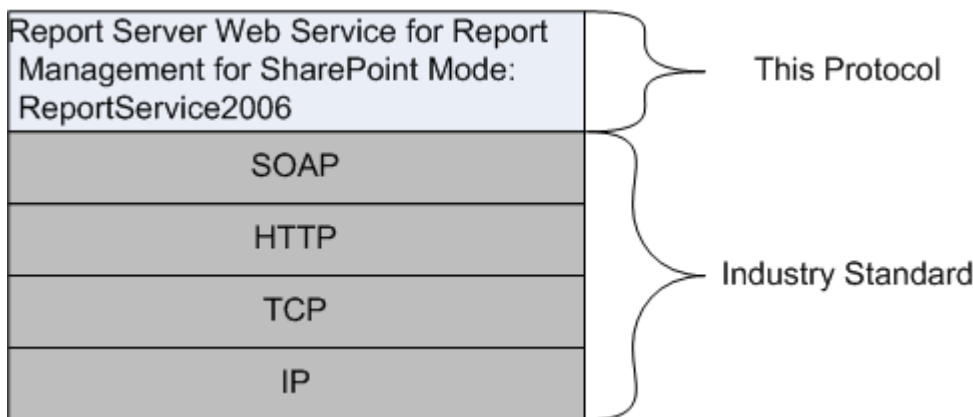 Report Server Web Service for Report
Management for SharePoint Mode:
ReportService2006
This Protocol
SOAP
HTTP
TCP
IP
Industry Standard